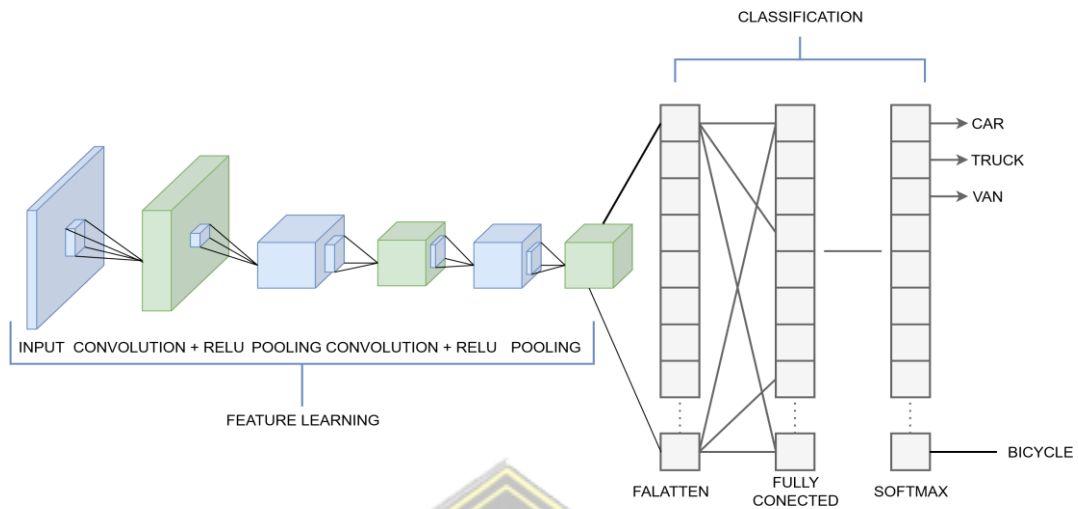 CLASSIFICATION
CAR
TRUCK
VAN
INPUT CONVOLUTION + RELU POOLING CONVOLUTION + RELU POOLING
FEATURE LEARNING
BICYCLE
FALATTEN
FULLY
CONECTED
SOFTMAX